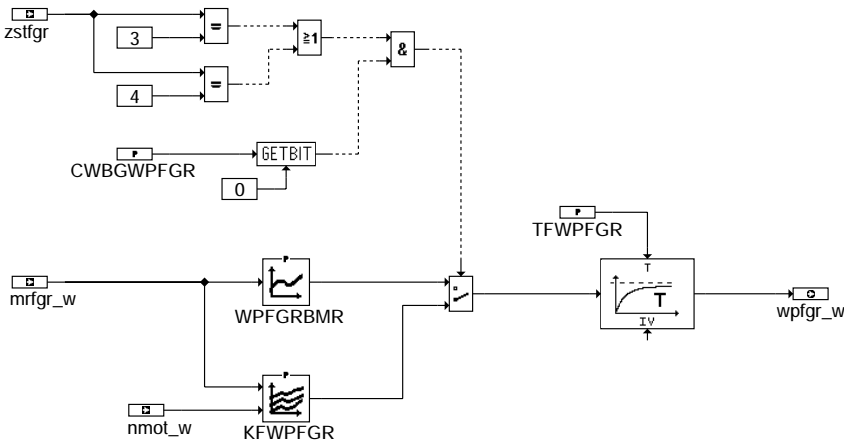 zstfgr
3
=
≥1
&
4
=
P
CWBGWPFGR
GETBIT
0
P
TFWPFGR
mrfgr_w
P
WPFGRBMR
T
T
IV
wpfgr_w
P
nmot_w
KFWPFGR